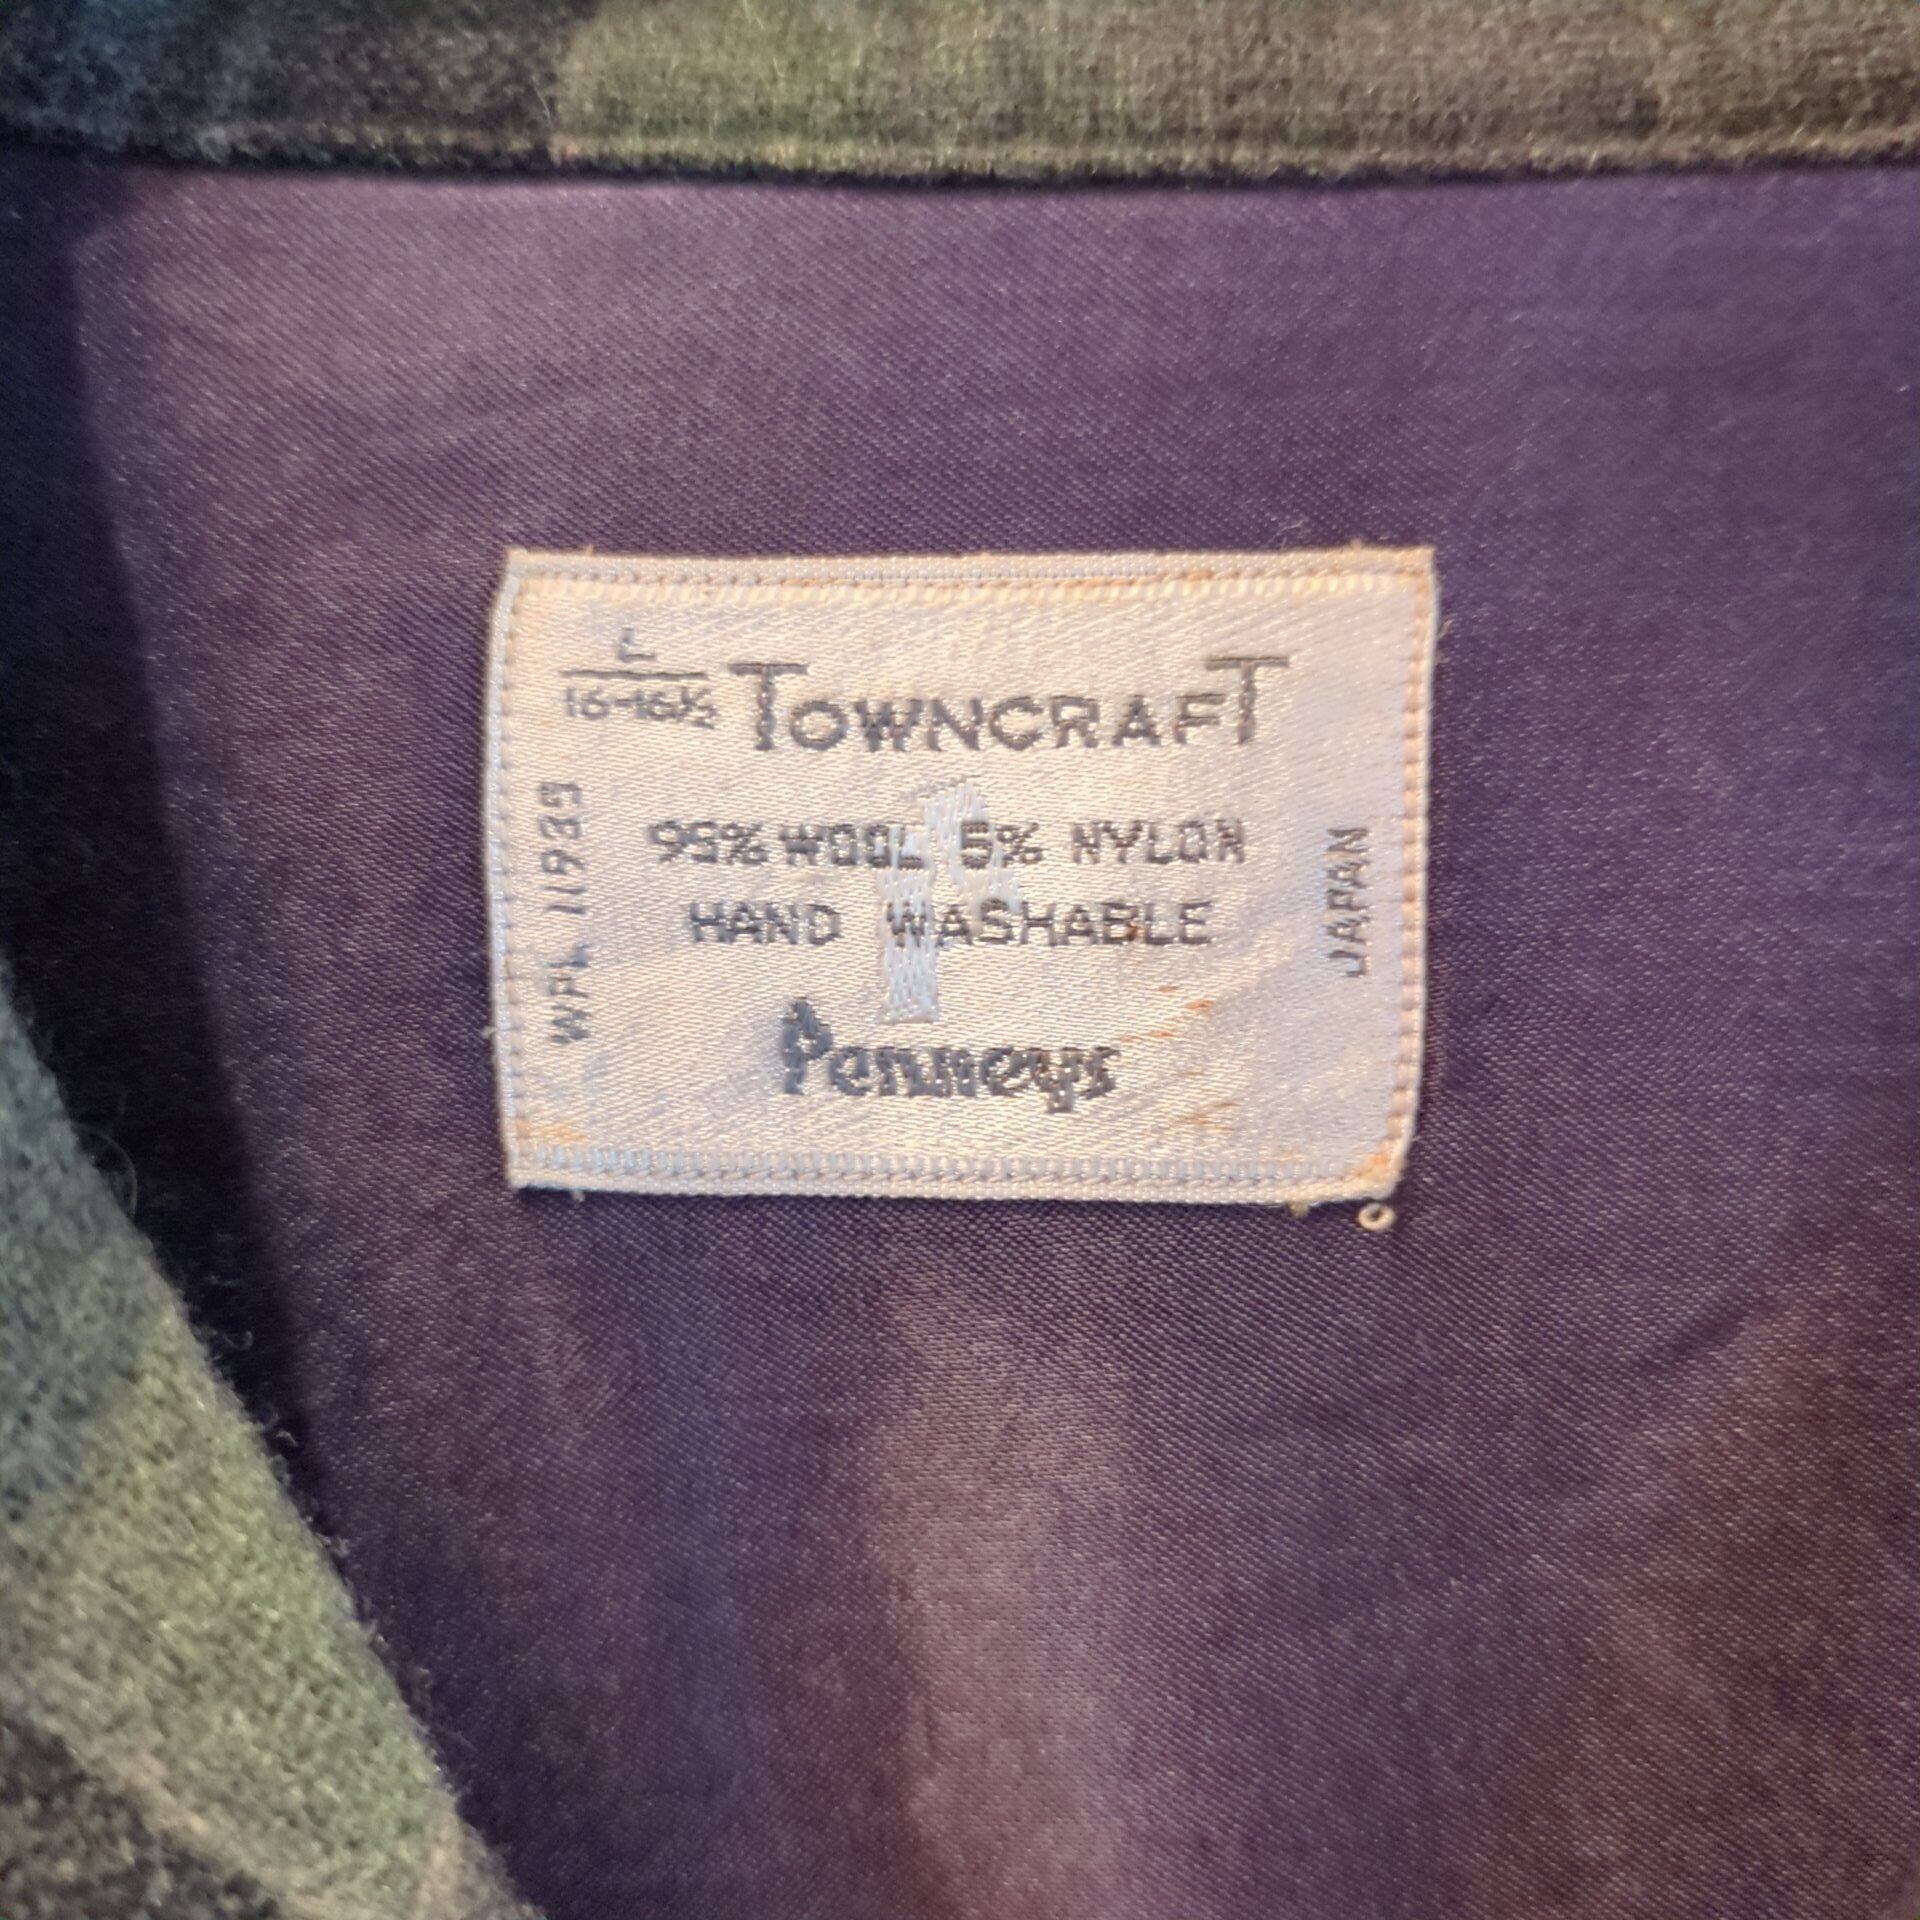 L
16-16½
TOWNCRAFT
95% WOOL 5% NYLON
HAND WASHABLE
Penneys
WPL 11939
JAPAN